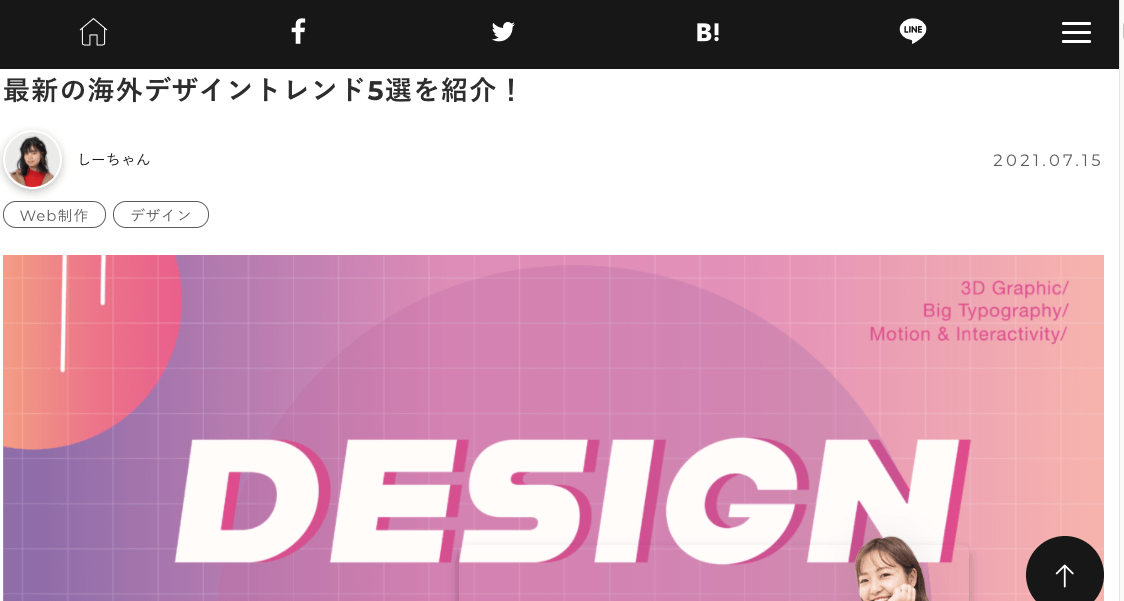 B!
LINE
最新の海外デザイントレンド5選を紹介！
しーちゃん
2021.07.15
Web制作
デザイン
3D Graphic/
Big Typography/
Motion & Interactivity/
DESIGN